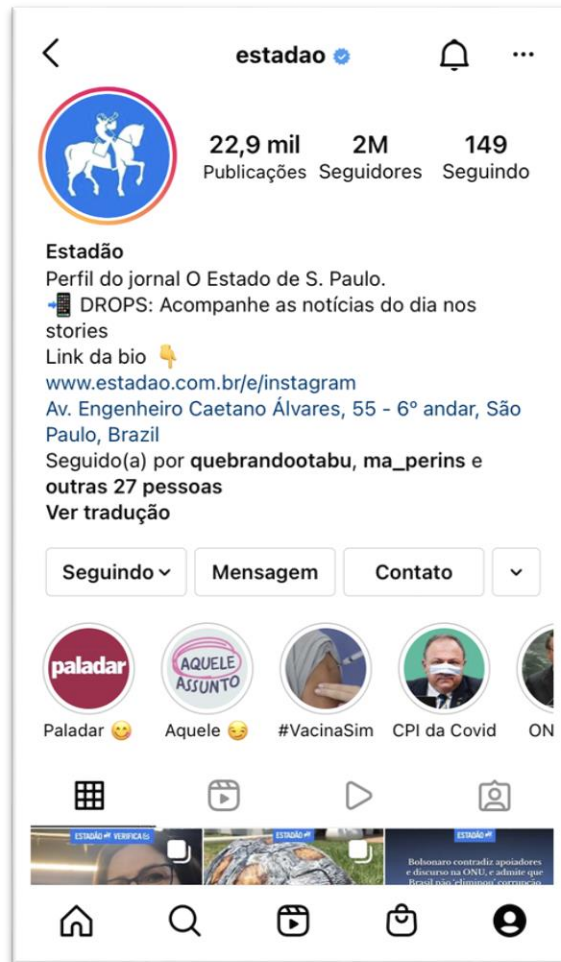 estadao
22,9 mil 2M 149
Publicações Seguidores Seguindo
Estadão
Perfil do jornal O Estado de S. Paulo.
📲 DROPS: Acompanhe as notícias do dia nos
stories
Link da bio 👇
www.estadao.com.br/e/instagram
Av. Engenheiro Caetano Álvares, 55 - 6º andar, São
Paulo, Brazil
Seguido(a) por quebrandootabu, ma_perins e
outras 27 pessoas
Ver tradução
Seguindo Mensagem Contato
paladar
AQUELE
ASSUNTO
Paladar 😋 Aquele 😏 #VacinaSim CPI da Covid ON
ESTADÃO VERIFICA ESTADÃO ESTADÃO
Bolsonaro contradiz apoiadores
e discurso na ONU, e admite que
Brasil não 'eliminou' corrupção